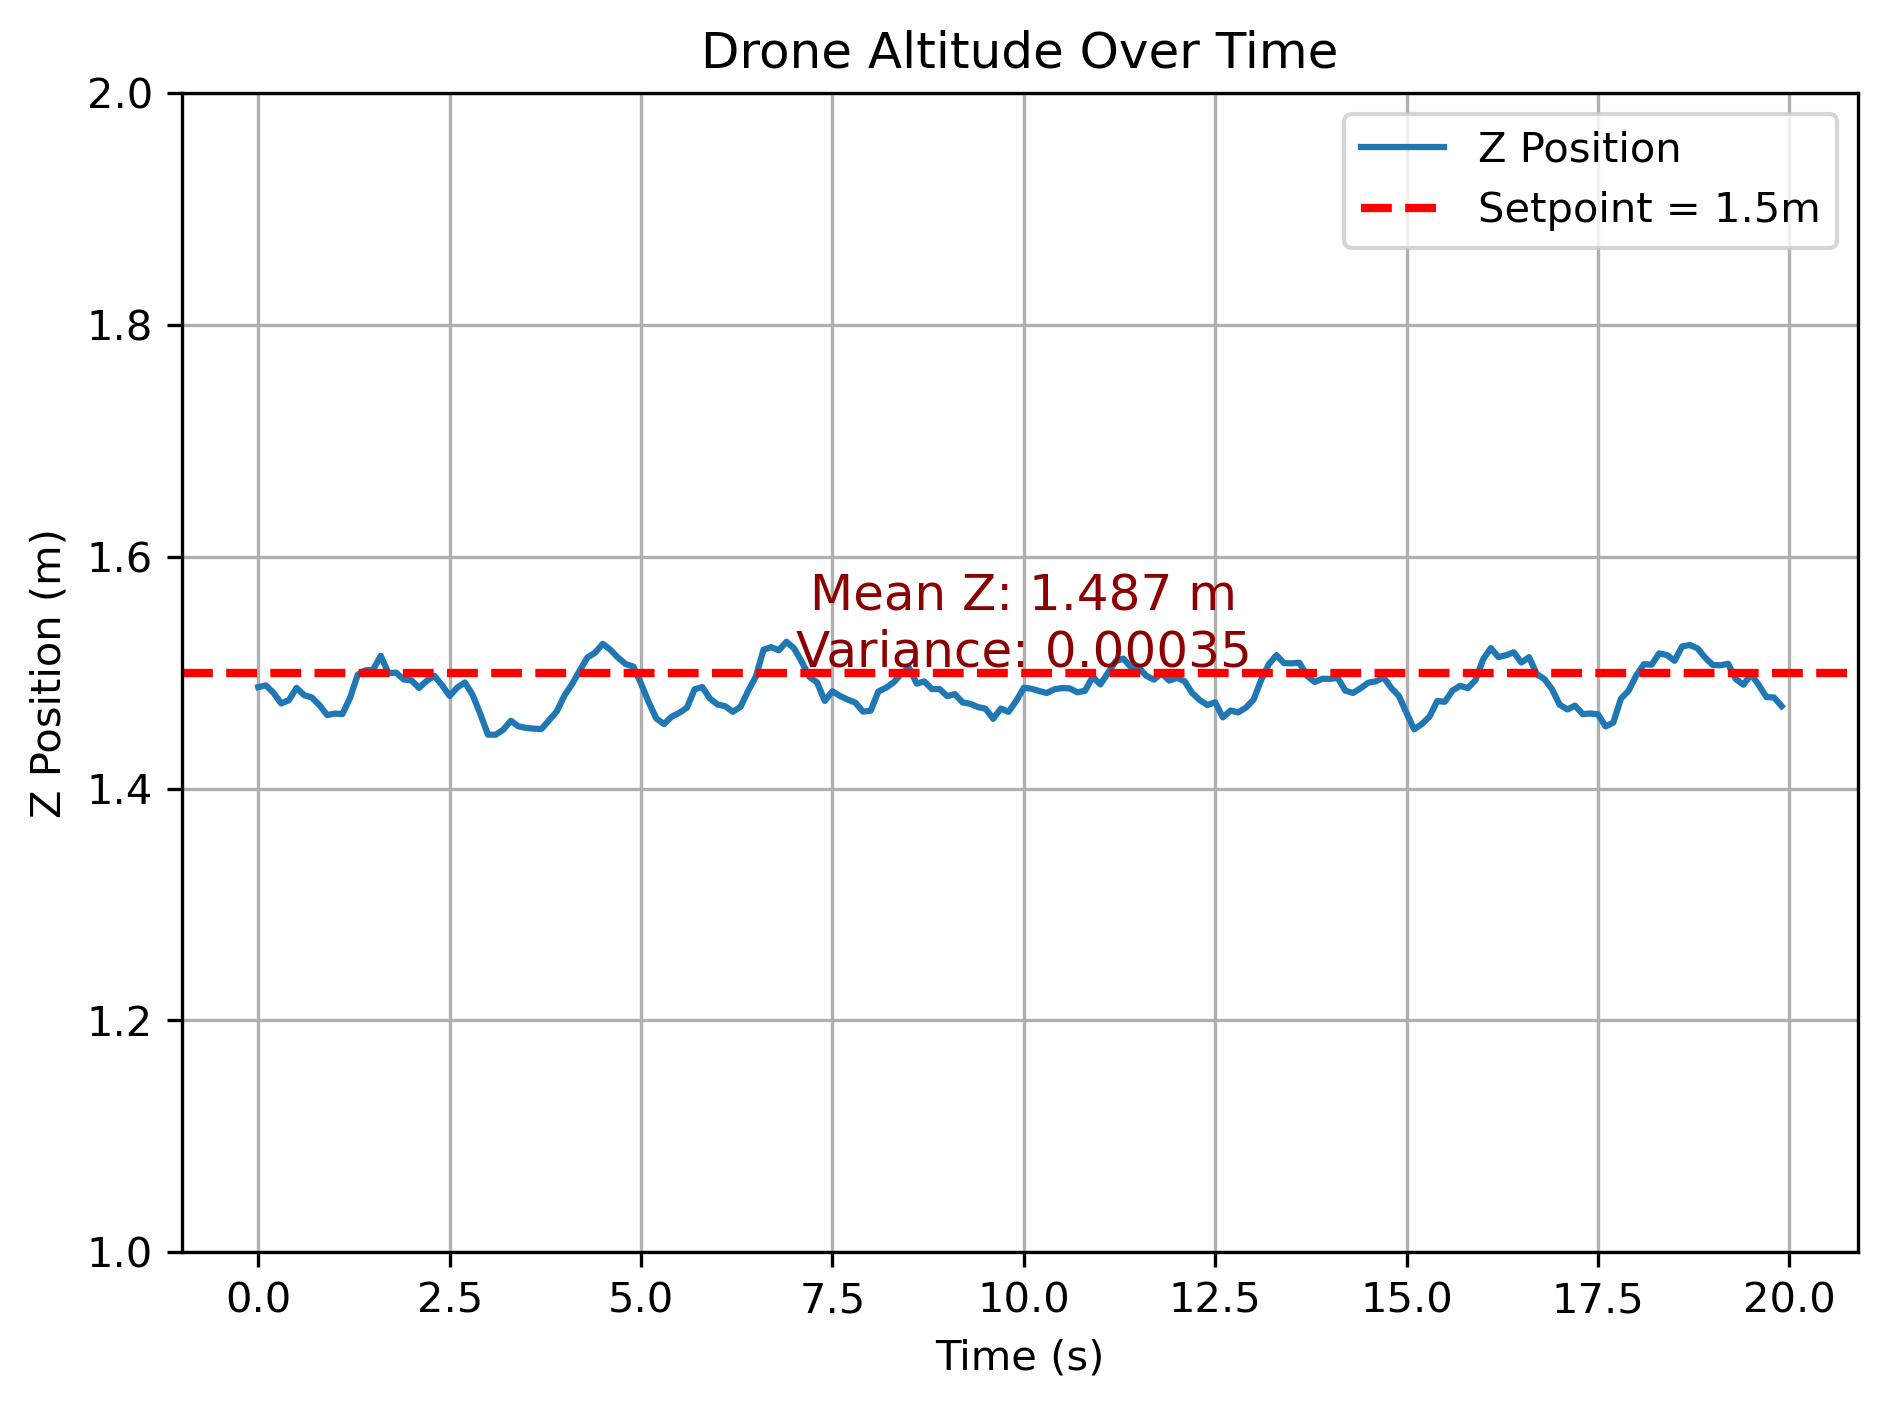 Drone Altitude Over Time
Z Position
Setpoint = 1.5m
Mean Z: 1.487 m
Variance: 0.00035
Z Position (m)
2.0
1.8
1.6
1.4
1.2
1.0
0.0 2.5 5.0 7.5 10.0 12.5 15.0 17.5 20.0
Time (s)